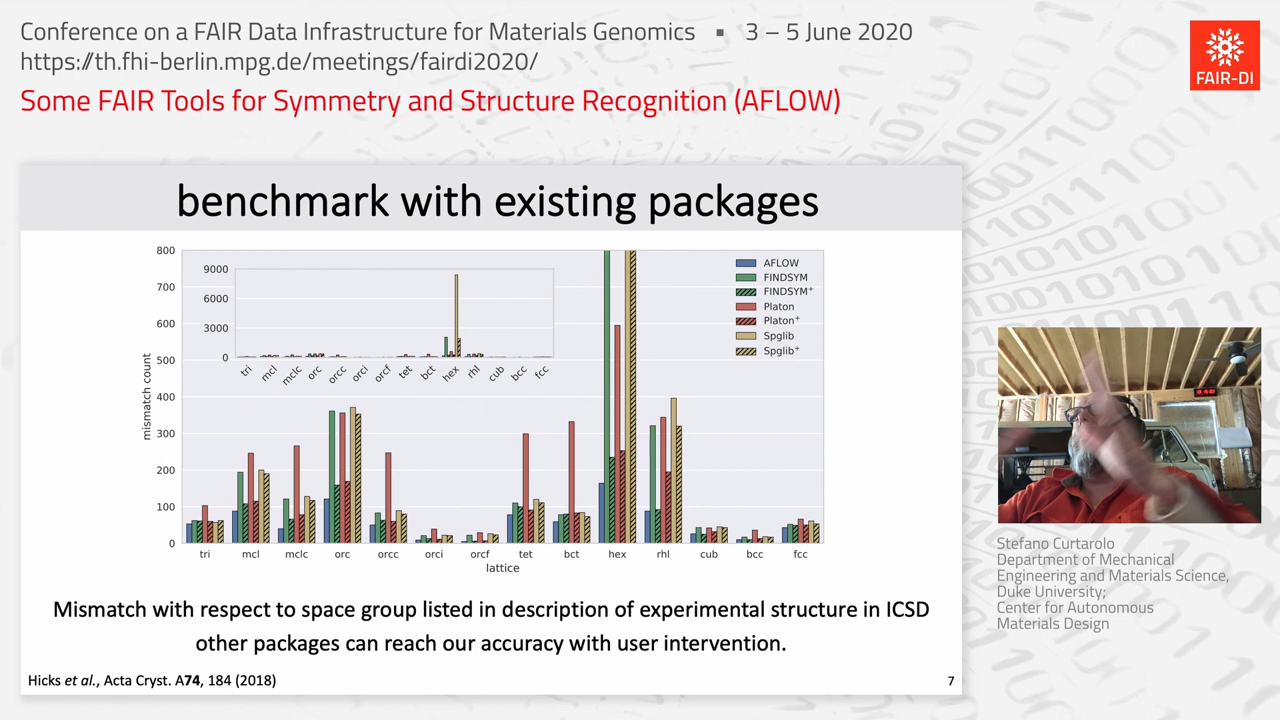 Conference on a FAIR Data Infrastructure for Materials Genomics ▪ 3 – 5 June 2020
https://th.fhi-berlin.mpg.de/meetings/fairdi2020/
Some FAIR Tools for Symmetry and Structure Recognition (AFLOW)
FAIR-DI
benchmark with existing packages
800
700
600
500
400
300
200
100
0
mismatch count
9000
6000
3000
0
tri mcl mclc orc orcc orci orcf tet bct hex rhl cub bcc fcc
AFLOW
FINDSYM
FINDSYM⁺
Platon
Platon⁺
Spglib
Spglib⁺
tri mcl mclc orc orcc orci orcf tet bct hex rhl cub bcc fcc
lattice
Mismatch with respect to space group listed in description of experimental structure in ICSD
other packages can reach our accuracy with user intervention.
Hicks et al., Acta Cryst. A74, 184 (2018)
7
Stefano Curtarolo
Department of Mechanical
Engineering and Materials Science,
Duke University;
Center for Autonomous
Materials Design